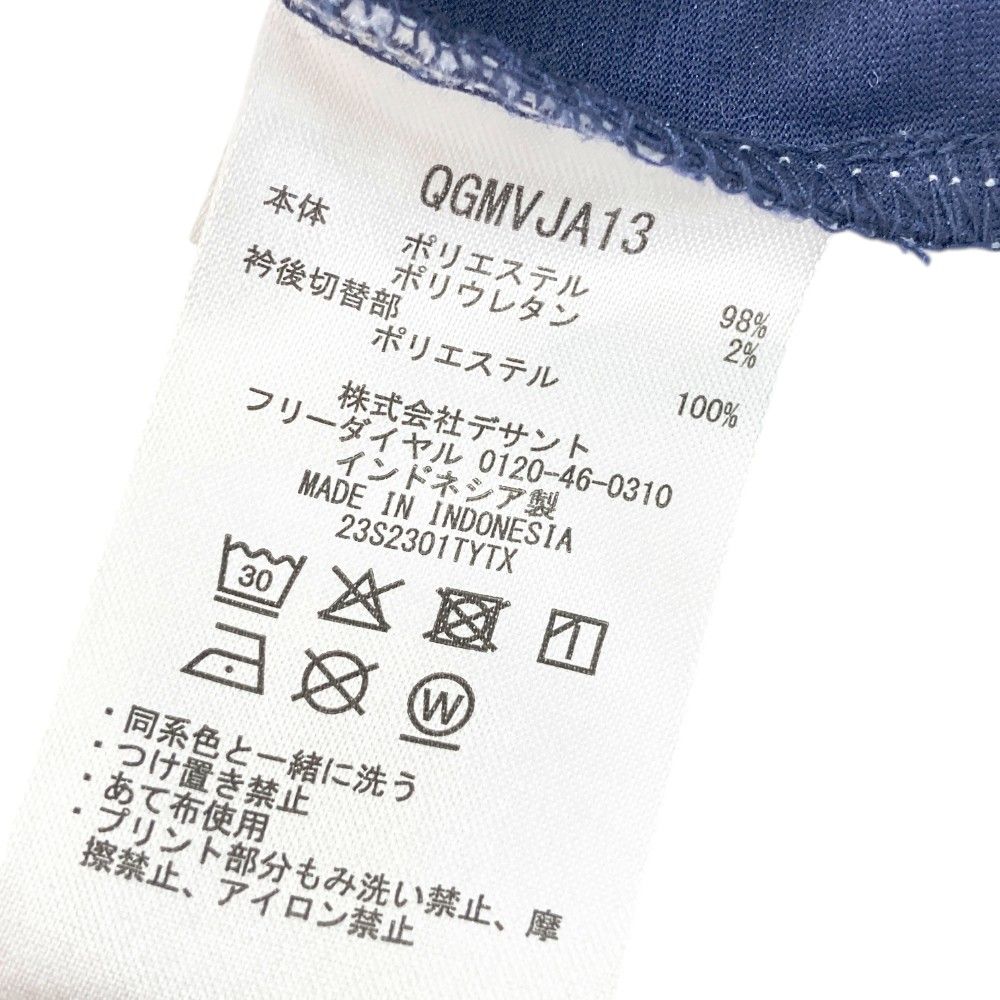 QGMVJA13
本体
ポリエステル 98%
ポリウレタン 2%
衿後切替部
ポリエステル 100%
株式会社デサント
フリーダイヤル 0120-46-0310
インドネシア製
MADE IN INDONESIA
23S2301TYTX
30
W
・同系色と一緒に洗う
・つけ置き禁止
・あて布使用
・プリント部分もみ洗い禁止、摩
擦禁止、アイロン禁止